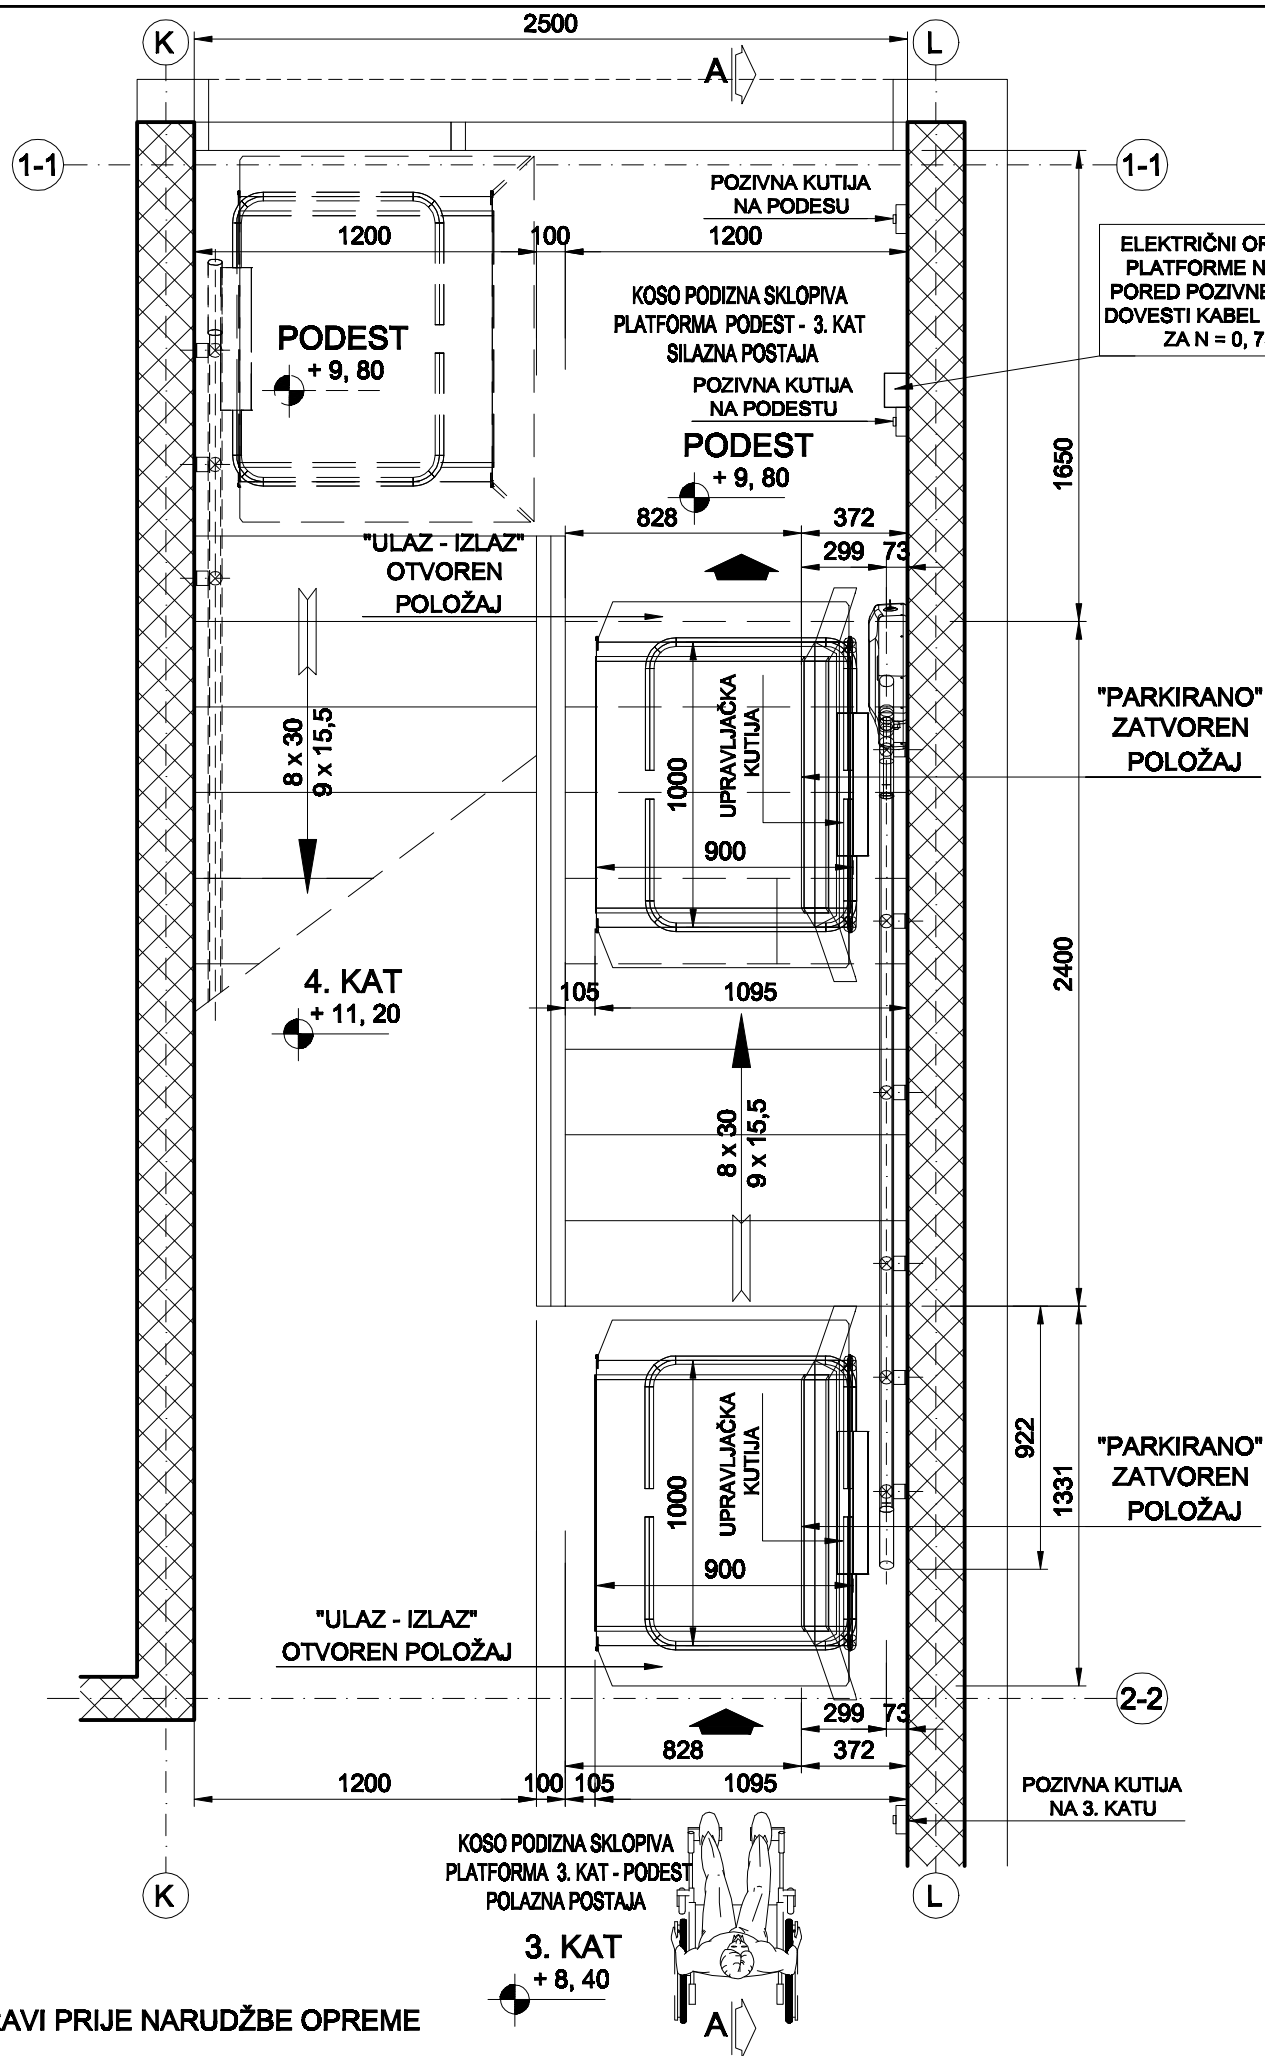 2500
K
L
A
1-1
1-1
POZIVNA KUTIJA
NA PODESU
1200
100
1200
ELEKTRIČNI
PLATFORME
PORED
DOVESTI KABEL
ZA N = 0,
KOSO PODIZNA SKLOPIVA
PLATFORMA PODEST - 3. KAT
SILAZNA POSTAJA
PODEST
+ 9, 80
POZIVNA KUTIJA
NA PODESTU
PODEST
+ 9, 80
1650
828
372
299
73
"ULAZ - IZLAZ"
OTVOREN
POLOŽAJ
8 x 30
9 x 15,5
UPRAVLJAČKA
KUTIJA
1000
900
"PARKIRANO"
ZATVOREN
POLOŽAJ
2400
4. KAT
+ 11, 20
105
1095
8 x 30
9 x 15,5
UPRAVLJAČKA
KUTIJA
1000
900
922
1331
"PARKIRANO"
ZATVOREN
POLOŽAJ
"ULAZ - IZLAZ"
OTVOREN POLOŽAJ
2-2
299
73
828
372
1200
100
105
1095
POZIVNA KUTIJA
NA 3. KATU
KOSO PODIZNA SKLOPIVA
PLATFORMA 3. KAT - PODEST
POLAZNA POSTAJA
K
L
3. KAT
+ 8, 40
PRIJE NARUDŽBE OPREME
A